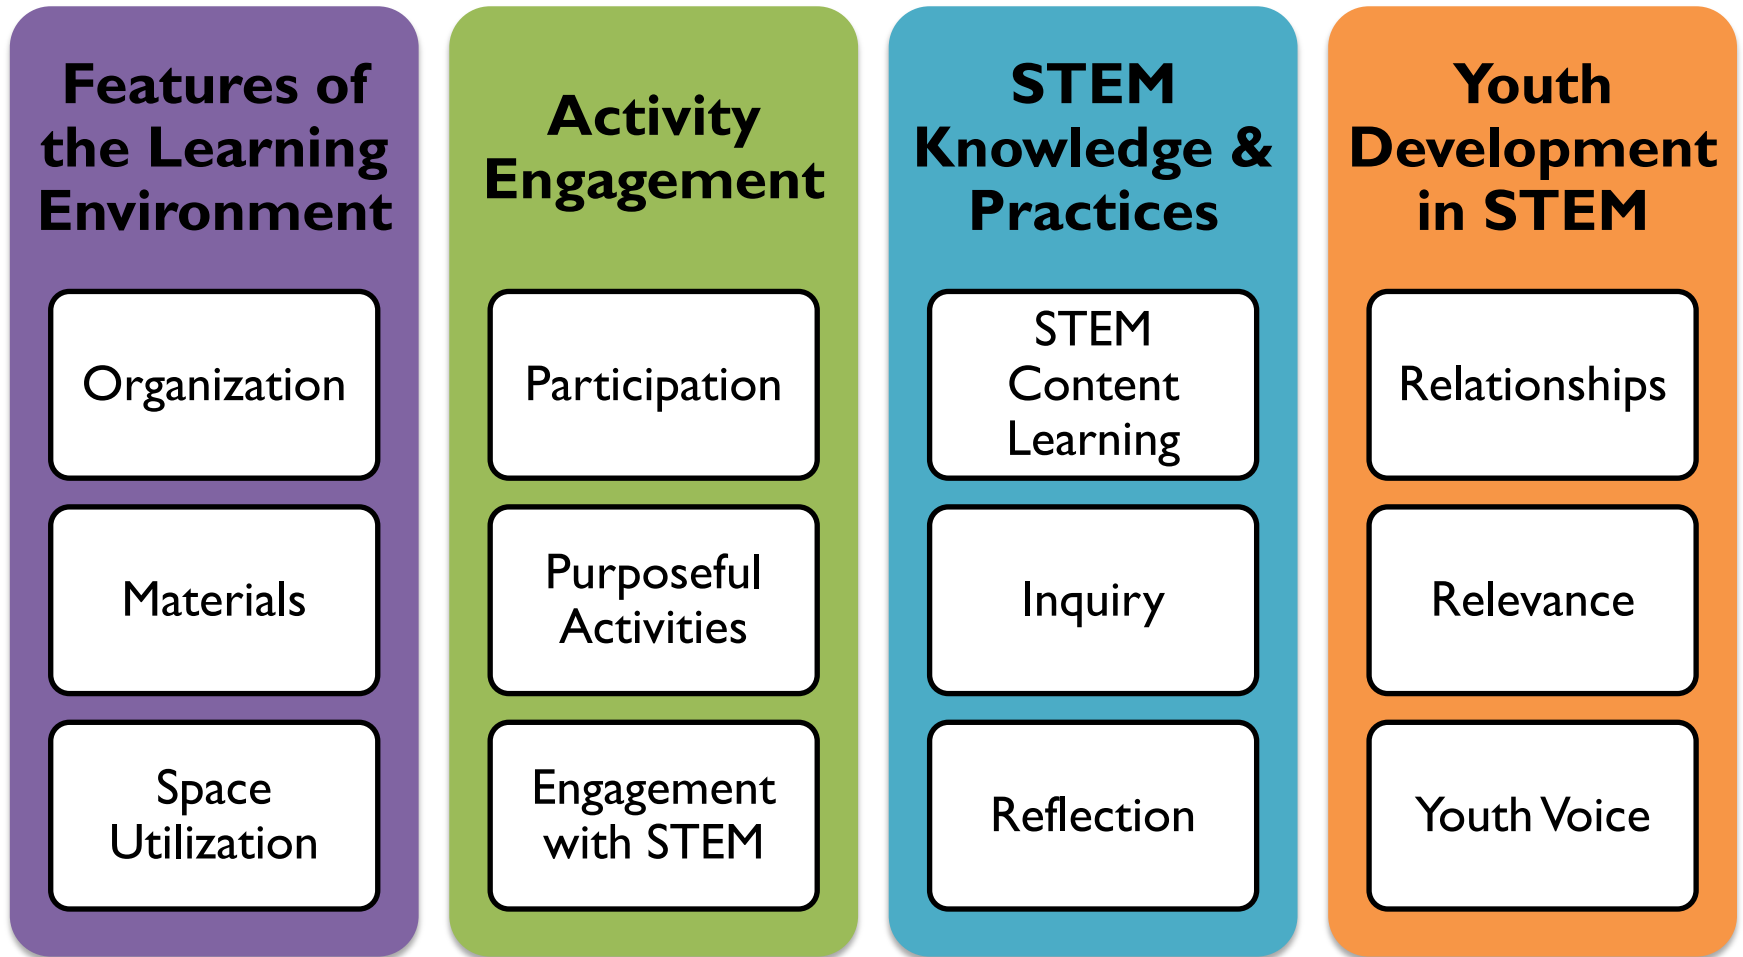 Features of
the Learning
Environment
Organization
Materials
Space
Utilization
Activity
Engagement
Participation
Purposeful
Activities
Engagement
with STEM
STEM
Knowledge &
Practices
STEM
Content
Learning
Inquiry
Reflection
Youth
Development
in STEM
Relationships
Relevance
Youth Voice